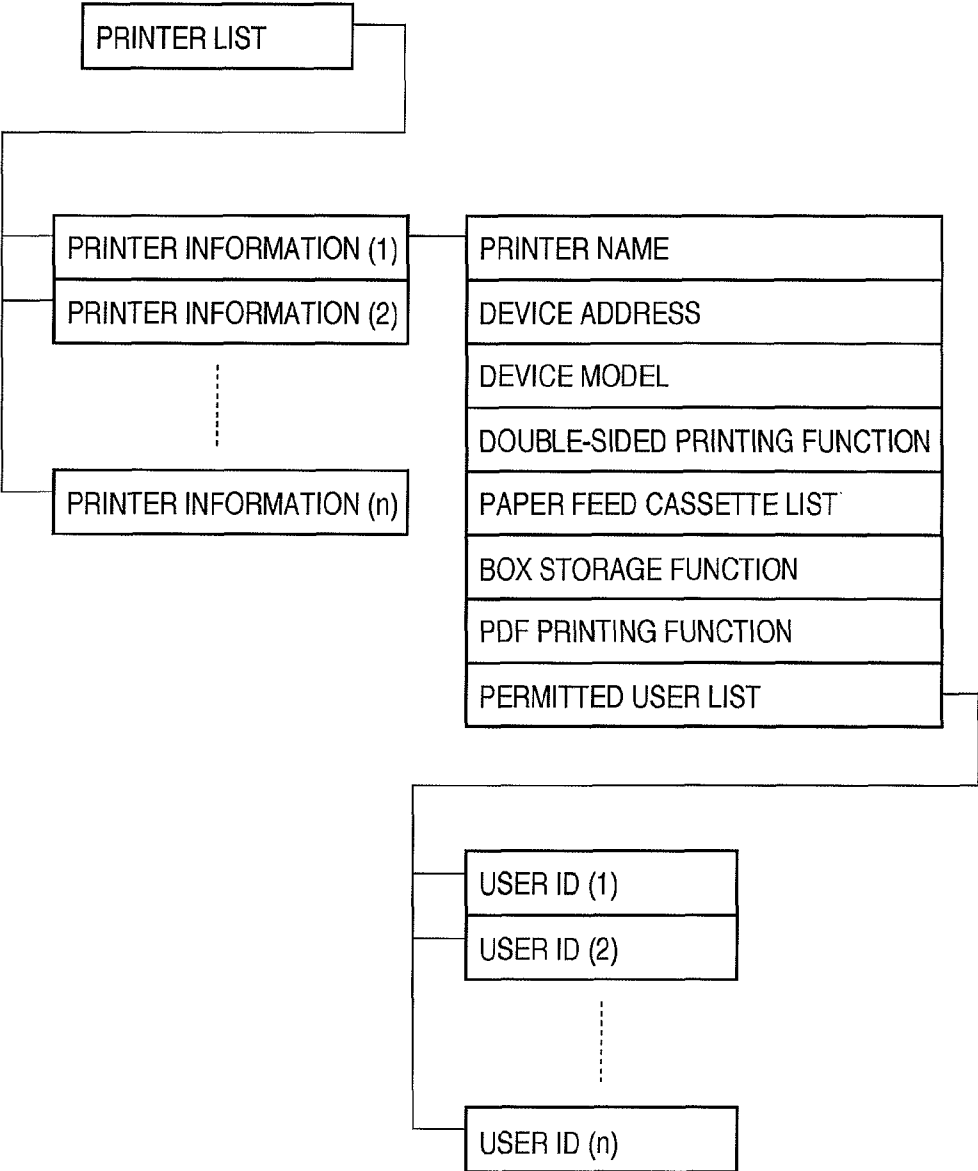 PRINTER LIST
PRINTER INFORMATION (1)
PRINTER INFORMATION (2)
PRINTER INFORMATION (n)
PRINTER NAME
DEVICE ADDRESS
DEVICE MODEL
DOUBLE-SIDED PRINTING FUNCTION
PAPER FEED CASSETTE LIST
BOX STORAGE FUNCTION
PDF PRINTING FUNCTION
PERMITTED USER LIST
USER ID (1)
USER ID (2)
USER ID (n)